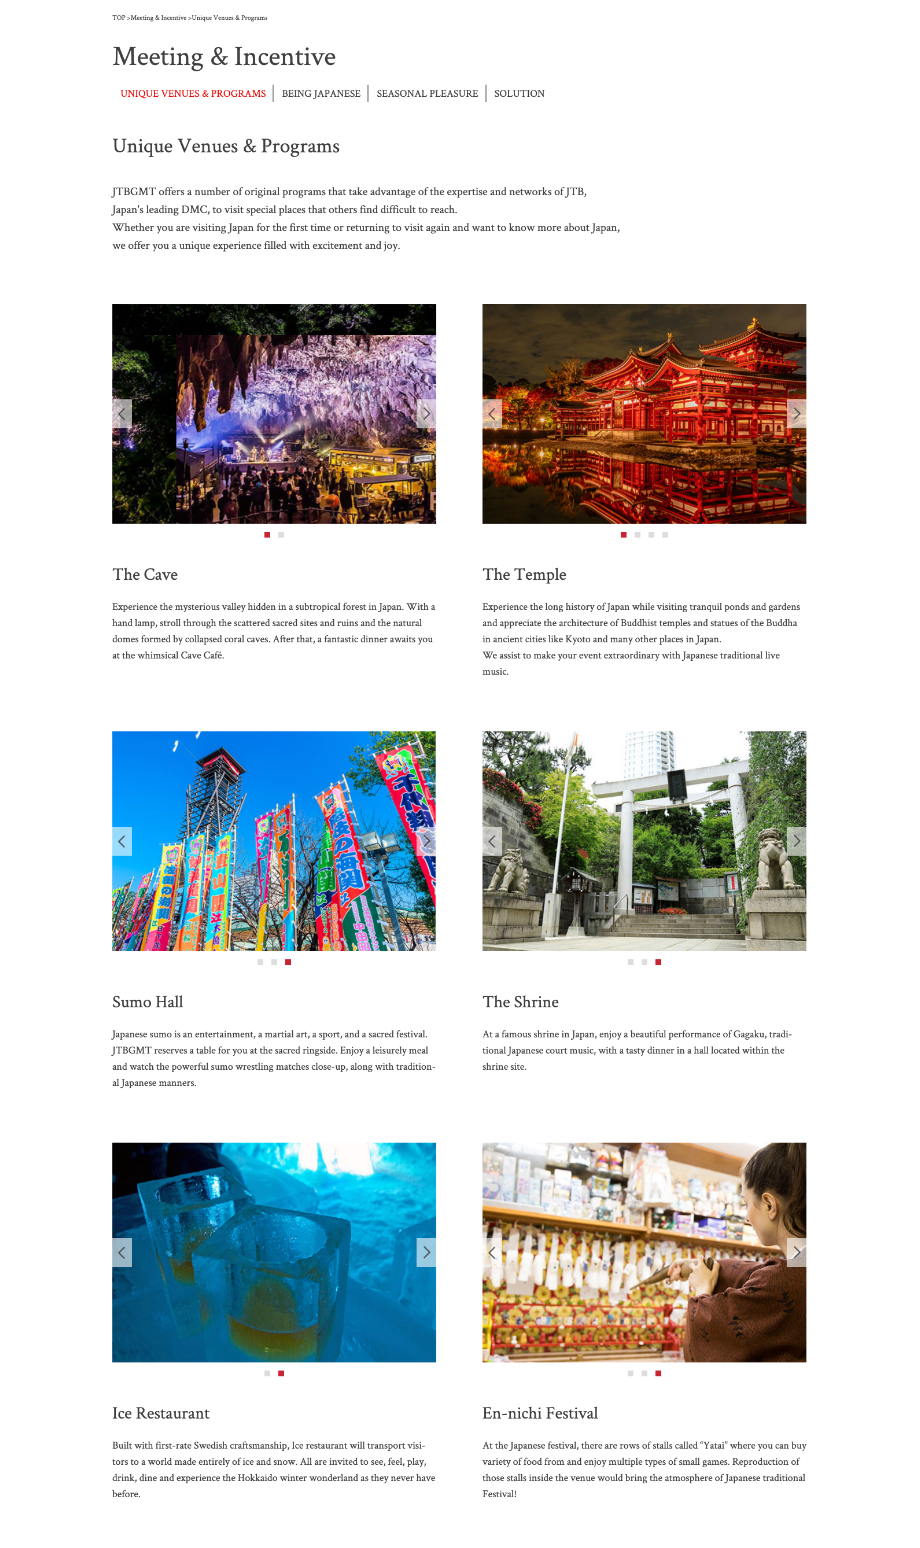 TOP >Meeting & Incentive >Unique Venues & Programs
Meeting & Incentive
UNIQUE VENUES & PROGRAMS
BEING JAPANESE
SEASONAL PLEASURE
SOLUTION
Unique Venues & Programs
JTBGMT offers a number of original programs that take advantage of the expertise and networks of JTB,
Japan's leading DMC, to visit special places that others find difficult to reach.
Whether you are visiting Japan for the first time or returning to visit again and want to know more about Japan,
we offer you a unique experience filled with excitement and joy.
The Cave
Experience the mysterious valley hidden in a subtropical forest in Japan. With a
hand lamp, stroll through the scattered sacred sites and ruins and the natural
domes formed by collapsed coral caves. After that, a fantastic dinner awaits you
at the whimsical Cave Café.
The Temple
Experience the long history of Japan while visiting tranquil ponds and gardens
and appreciate the architecture of Buddhist temples and statues of the Buddha
in ancient cities like Kyoto and many other places in Japan.
We assist to make your event extraordinary with Japanese traditional live
music.
Sumo Hall
Japanese sumo is an entertainment, a martial art, a sport, and a sacred festival.
JTBGMT reserves a table for you at the sacred ringside. Enjoy a leisurely meal
and watch the powerful sumo wrestling matches close-up, along with tradition-
al Japanese manners.
The Shrine
At a famous shrine in Japan, enjoy a beautiful performance of Gagaku, tradi-
tional Japanese court music, with a tasty dinner in a hall located within the
shrine site.
Ice Restaurant
Built with first-rate Swedish craftsmanship, Ice restaurant will transport visi-
tors to a world made entirely of ice and snow. All are invited to see, feel, play,
drink, dine and experience the Hokkaido winter wonderland as they never have
before.
En-nichi Festival
At the Japanese festival, there are rows of stalls called “Yatai” where you can buy
variety of food from and enjoy multiple types of small games. Reproduction of
those stalls inside the venue would bring the atmosphere of Japanese traditional
Festival!